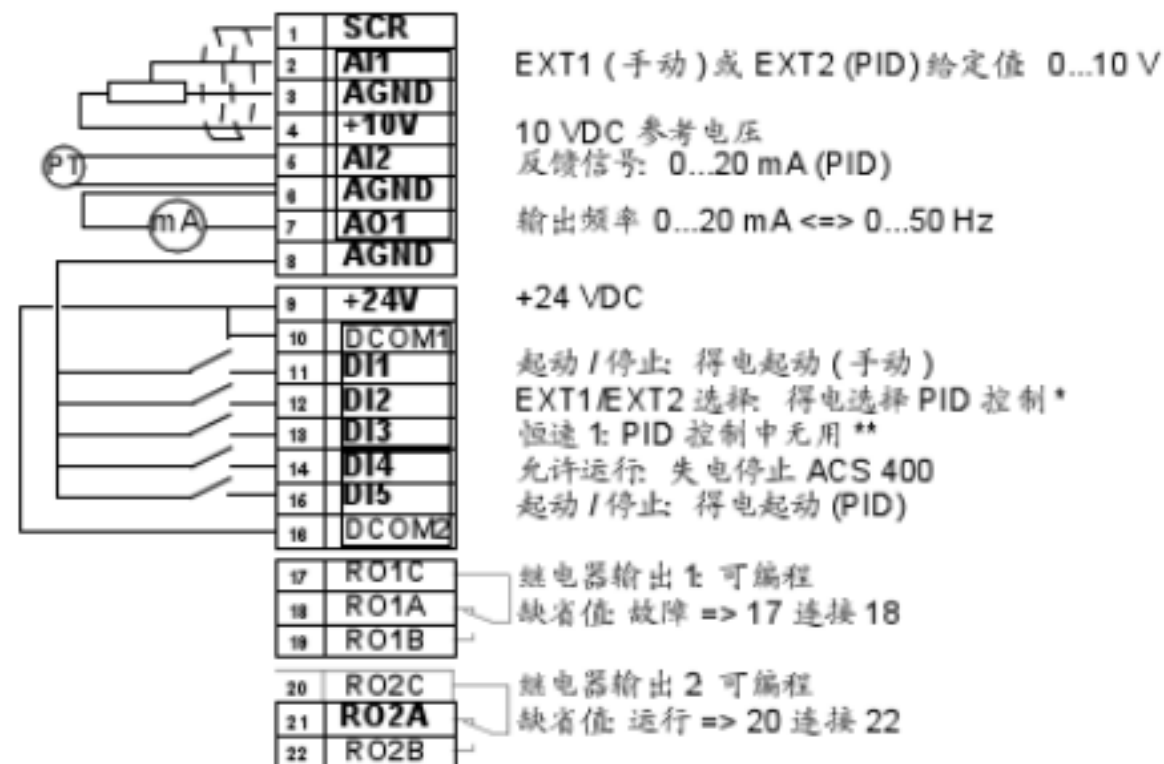 1 SCR
2 AI1 EXT1 (手动)或 EXT2 (PID)给定值: 0...10 V
3 AGND
4 +10V 10 VDC 参考电压
5 AI2 反馈信号: 0...20 mA (PID)
PT
6 AGND
mA
7 AO1 输出频率 0...20 mA <=> 0...50 Hz
8 AGND
9 +24V +24 VDC
10 DCOM1
11 DI1 起动 / 停止: 得电起动 (手动)
12 DI2 EXT1/EXT2 选择: 得电选择 PID 控制 *
13 DI3 恒速 1: PID 控制中无用 **
14 DI4 允许运行: 失电停止 ACS 400
16 DI5 起动 / 停止: 得电起动 (PID)
16 DCOM2
17 RO1C 继电器输出 1: 可编程
18 RO1A 缺省值: 故障 => 17 连接 18
19 RO1B
20 RO2C 继电器输出 2 可编程
21 RO2A 缺省值: 运行 => 20 连接 22
22 RO2B